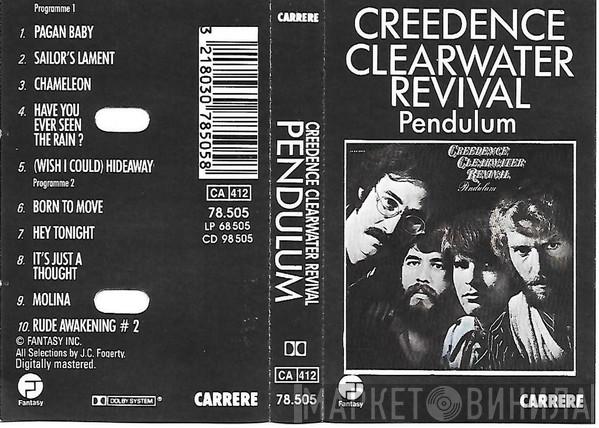 Programme 1
1. PAGAN BABY
2. SAILOR'S LAMENT
3. CHAMELEON
4. HAVE YOU
EVER SEEN
THE RAIN ?
5. (WISH I COULD) HIDEAWAY
Programme 2
6. BORN TO MOVE
7. HEY TONIGHT
8. IT'S JUST A
THOUGHT
9. MOLINA
10. RUDE AWAKENING # 2
© FANTASY INC.
All Selections by J.C. Fogerty.
Digitally mastered.
Fantasy
DOLBY SYSTEM ®
CARRERE
CARRERE
3 218030 785058
CA 412
78.505
LP 68 505
CD 98 505
CREEDENCE CLEARWATER REVIVAL
PENDULUM
CA 412
78.505
CREEDENCE
CLEARWATER
REVIVAL
Pendulum
CREEDENCE
CLEARWATER
REVIVAL
Pendulum
Fantasy
CARRERE
МАРКЕТ ВИНИЛА